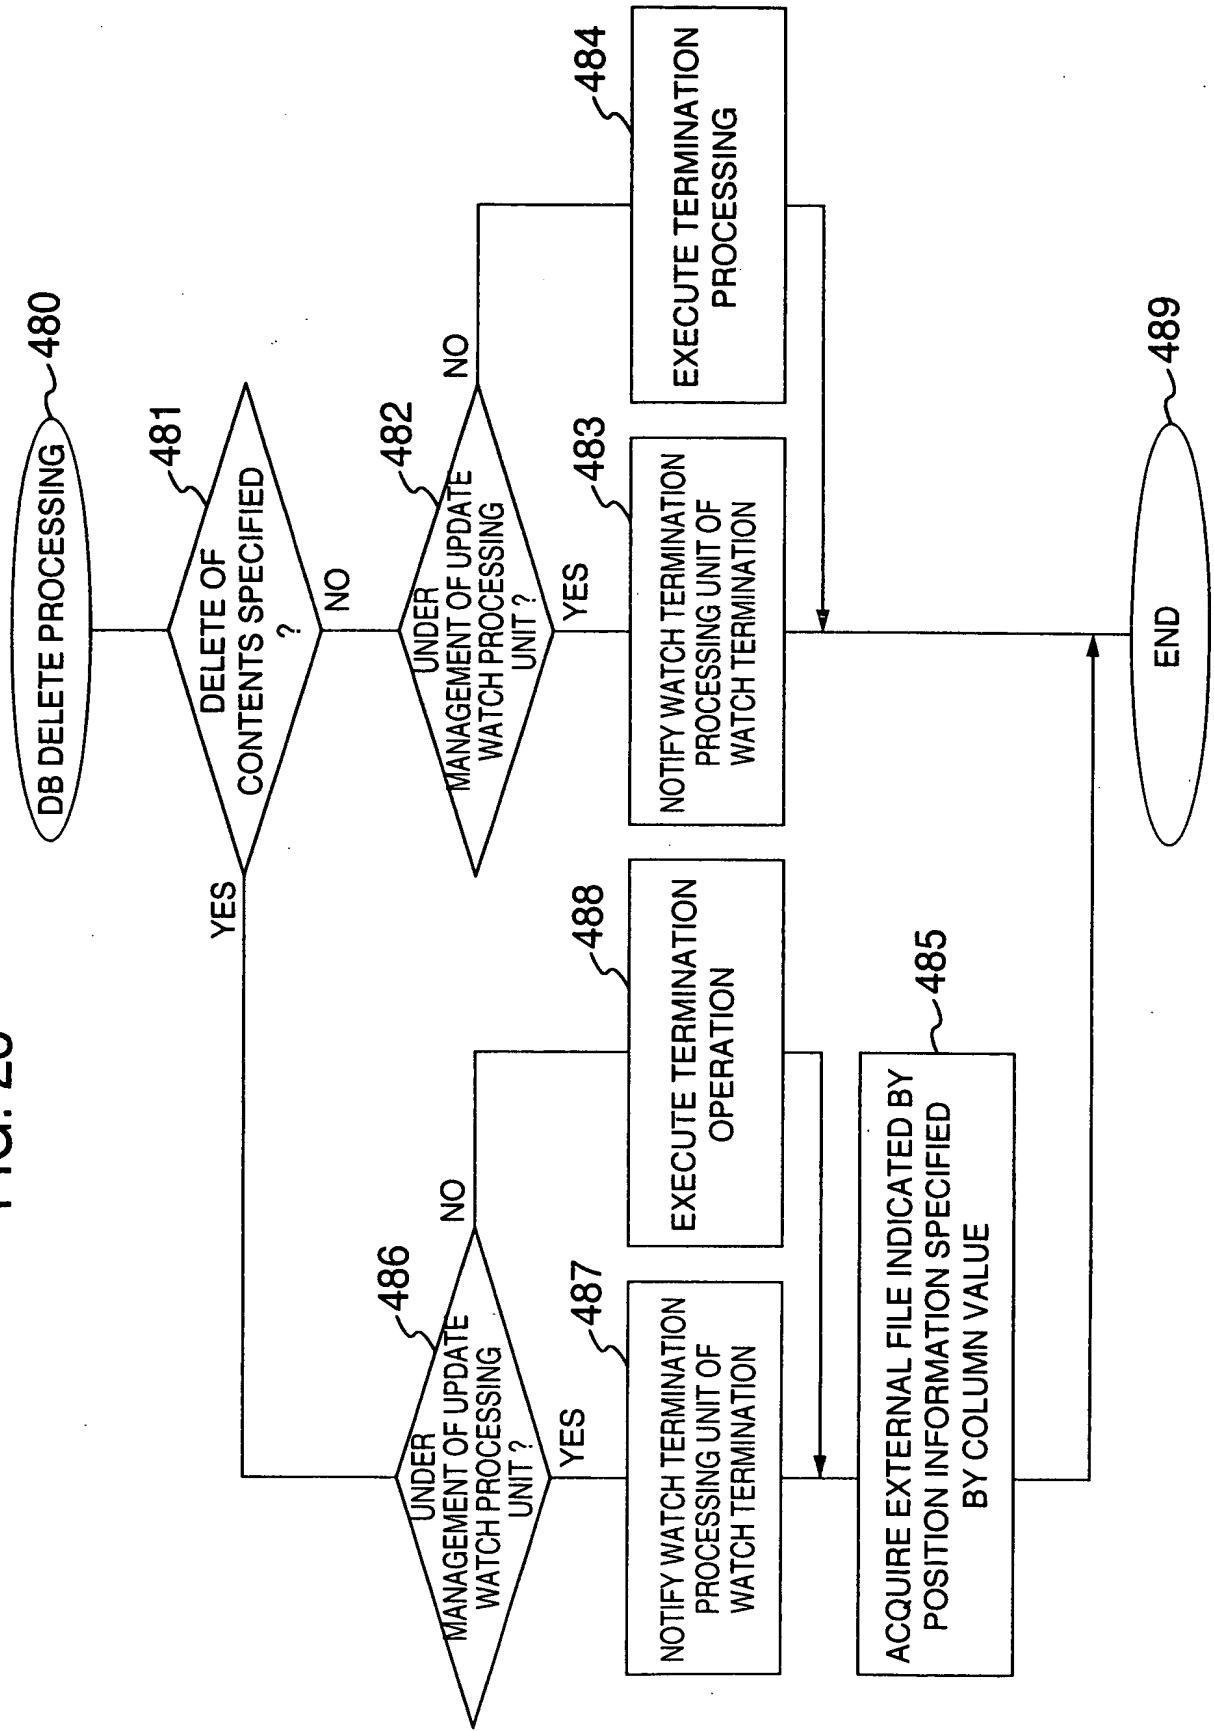 DB DELETE PROCESSING
480
DELETE OF
CONTENTS SPECIFIED
?
481
YES
NO
UNDER
MANAGEMENT OF UPDATE
WATCH PROCESSING
UNIT ?
486
NO
YES
UNDER
MANAGEMENT OF UPDATE
WATCH PROCESSING
UNIT ?
482
NO
YES
NOTIFY WATCH TERMINATION
PROCESSING UNIT OF
WATCH TERMINATION
487
EXECUTE TERMINATION
OPERATION
488
NOTIFY WATCH TERMINATION
PROCESSING UNIT OF
WATCH TERMINATION
483
EXECUTE TERMINATION
PROCESSING
484
ACQUIRE EXTERNAL FILE INDICATED BY
POSITION INFORMATION SPECIFIED
BY COLUMN VALUE
485
END
489